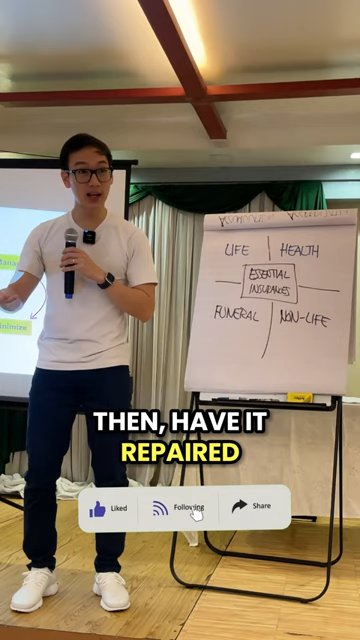 LIFE HEALTH
ESSENTIAL
INSURANCES
FUNERAL NON-LIFE
THEN, HAVE IT
REPAIRED
Liked Following Share